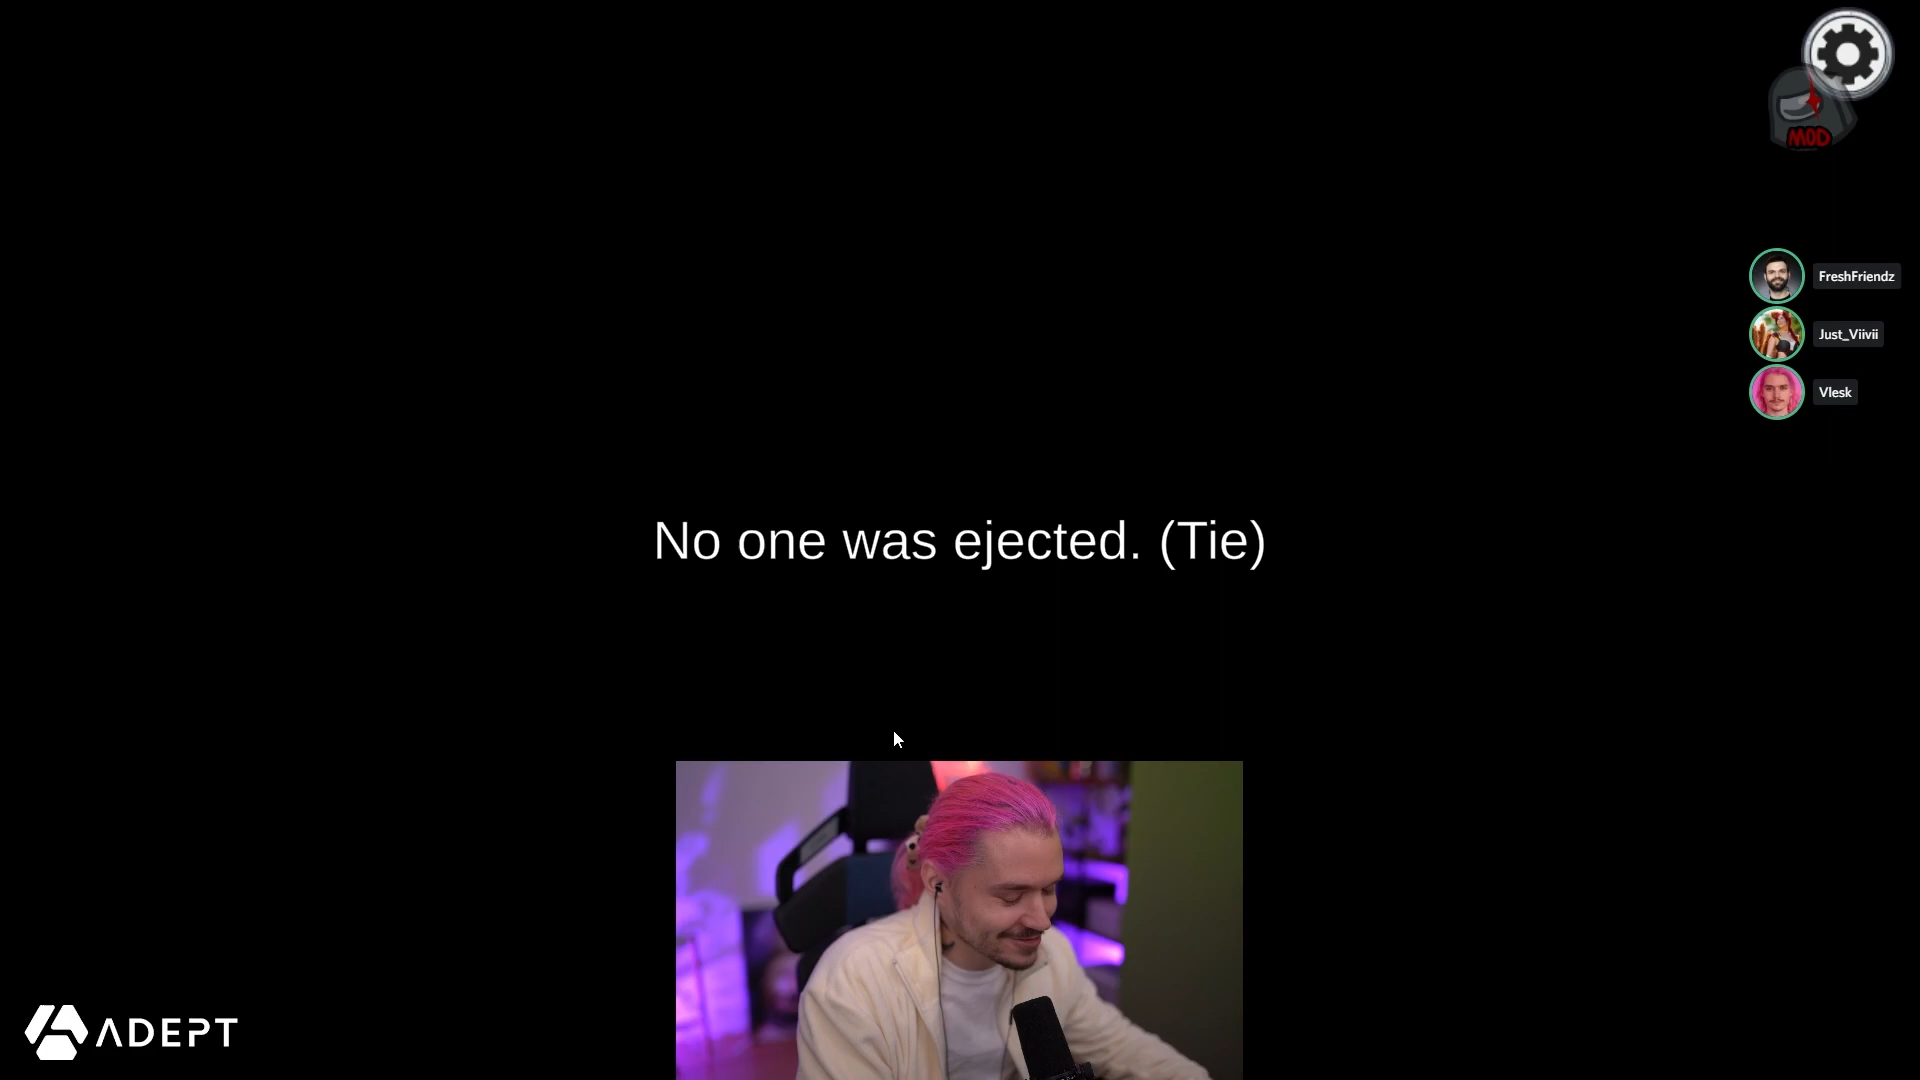 MOD
FreshFriendz
Just_Viivii
Vlesk
No one was ejected. (Tie)
ADEPT